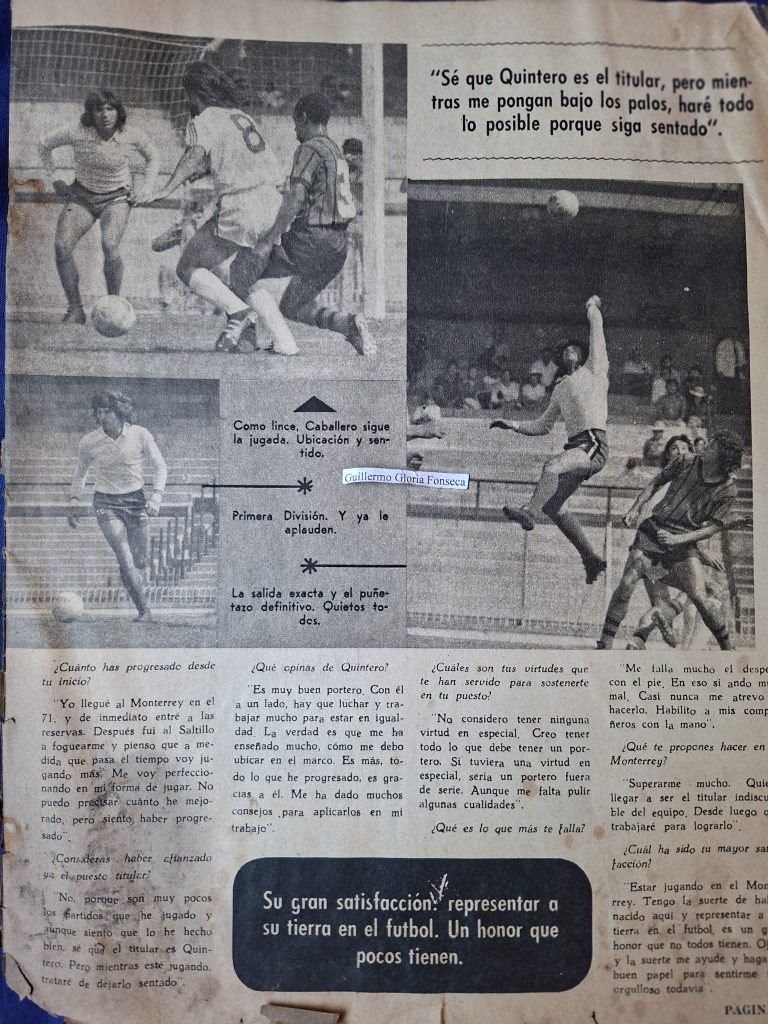 "Sé que Quintero es el titular, pero mien-
tras me pongan bajo los palos, haré todo
lo posible porque siga sentado".
Como lince, Caballero sigue
la jugada. Ubicación y sen-
tido.
Guillermo Gloria Fonseca
Primera División. Y ya le
aplauden.
La salida exacta y el puñe-
tazo definitivo. Quietos to-
dos.
8
¿Cuánto has progresado desde
tu inicio?
"Yo llegué al Monterrey en el
71, y de inmediato entré a las
reservas. Después fui al Saltillo
a foguearme y pienso que a me-
dida que pasa el tiempo voy ju-
gando más. Me voy perfeccio-
nando en mi forma de jugar. No
puedo precisar cuánto he mejo-
rado, pero siento, haber progre-
sado".
¿Consideras haber afianzado
ya el puesto titular?
"No, porque son muy pocos
los partidos que he jugado y
aunque siento que lo he hecho
bien, sé que el titular es Quin-
tero. Pero mientras esté jugando,
trataré de dejarlo sentado".
¿Qué opinas de Quintero?
"Es muy buen portero. Con él
a un lado, hay que luchar y tra-
bajar mucho para estar en igual-
dad. La verdad es que me ha
enseñado mucho, cómo me debo
ubicar en el marco. Es más, to-
do lo que he progresado, es gra-
cias a él. Me ha dado muchos
consejos para aplicarlos en mi
trabajo".
¿Cuáles son tus virtudes que
te han servido para sostenerte
en tu puesto?
"No considero tener ninguna
virtud en especial. Creo tener
todo lo que debe tener un por-
tero. Si tuviera una virtud en
especial, sería un portero fuera
de serie. Aunque me falta pulir
algunas cualidades".
¿Qué es lo que más te falla?
"Me falla mucho el despe
con el pie. En eso si ando mu
mal. Casi nunca me atrevo
hacerlo. Habilito a mis comp
ñeros con la mano".
¿Qué te propones hacer en
Monterrey?
"Superarme mucho. Quie
llegar a ser el titular indiscu
ble del equipo. Desde luego q
trabajaré para lograrlo".
¿Cuál ha sido tu mayor sat
facción?
"Estar jugando en el Mon
rrey. Tengo la suerte de hab
nacido aquí y representar a
tierra en el futbol, es un g
honor que no todos tienen. Oj
y la suerte me ayude y haga
buen papel para sentirme
orgulloso todavía".
Su gran satisfacción: representar a
su tierra en el futbol. Un honor que
pocos tienen.
PAGIN